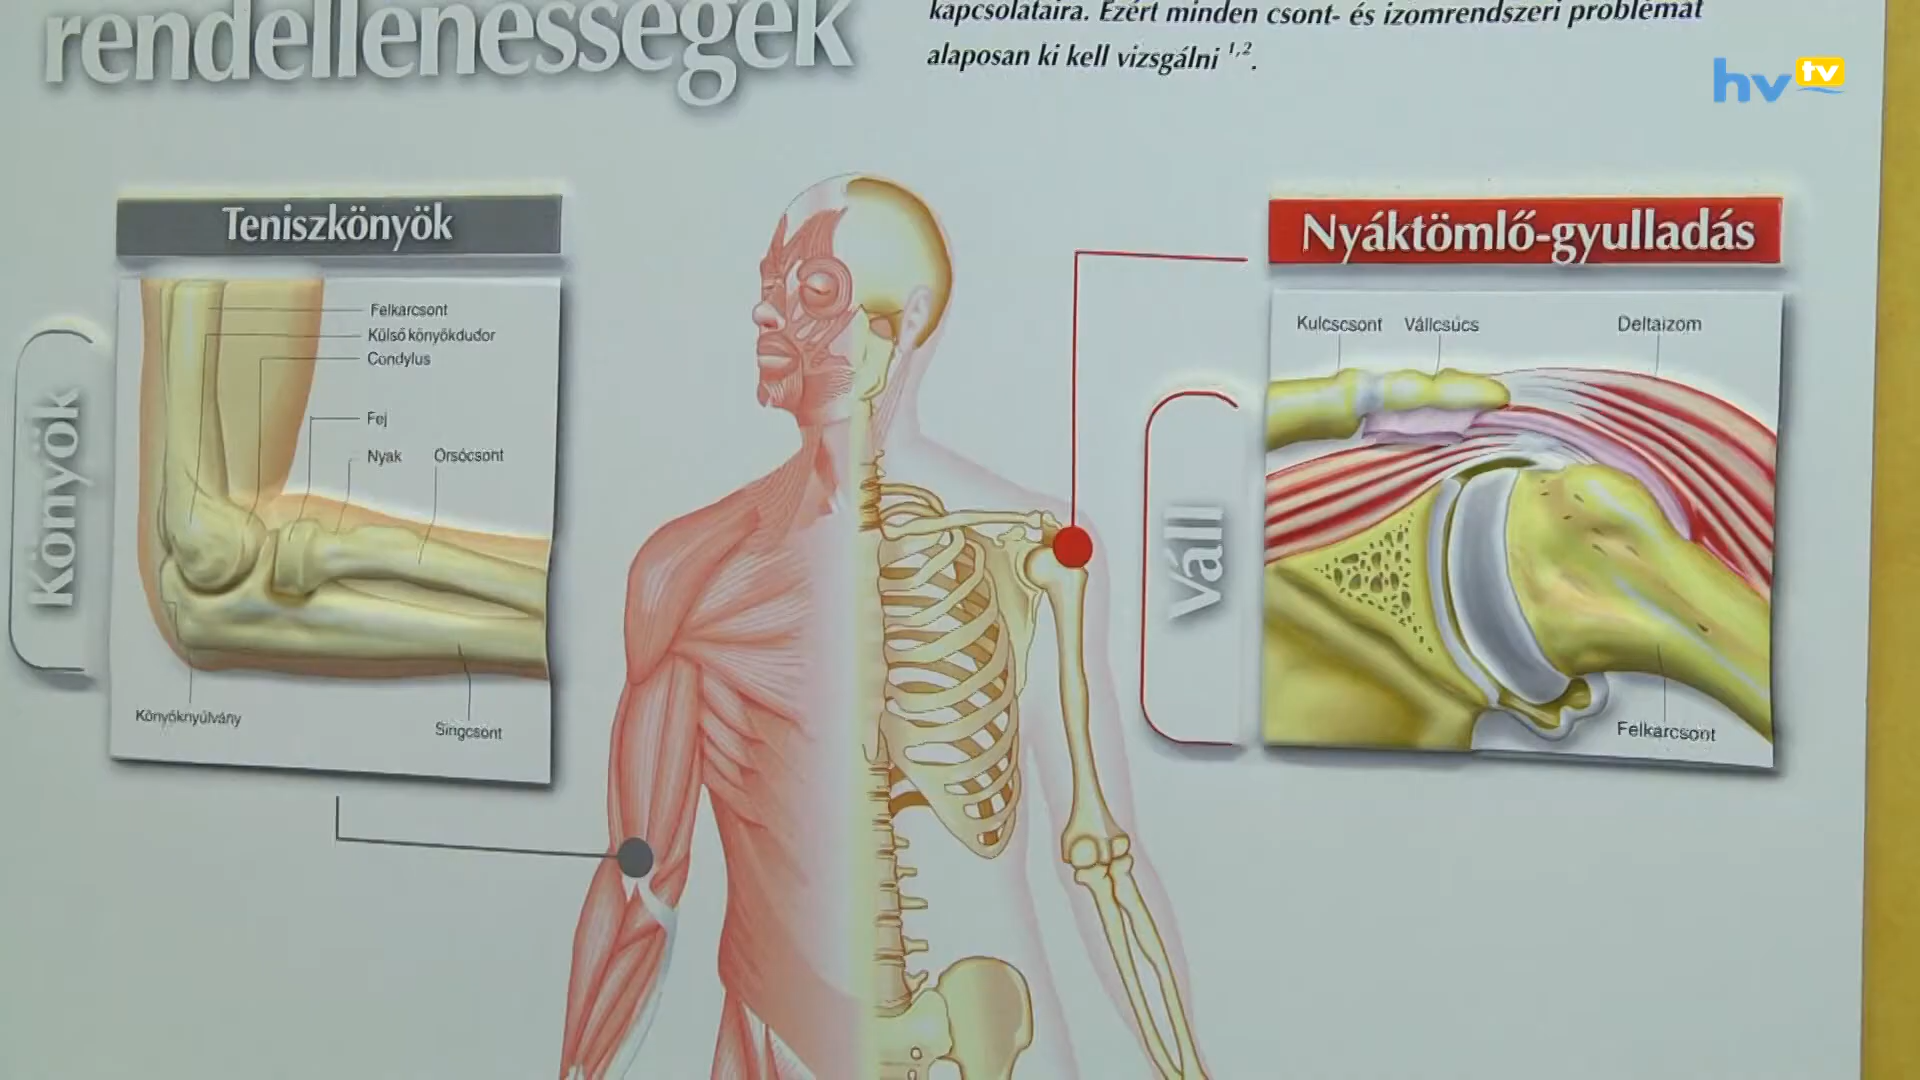 rendellenességek
kapcsolataira. Ezért minden csont- és izomrendszeri problémát
alaposan ki kell vizsgálni 1,2.
hv tv
Teniszkönyök
Felkarcsont
Külső könyökdudor
Condylus
Fej
Nyak
Orsócsont
Könyöknyúlvány
Singcsont
Könyök
Nyáktömlő-gyulladás
Kulcscsont
Vállcsúcs
Deltaizom
Felkarcsont
Váll